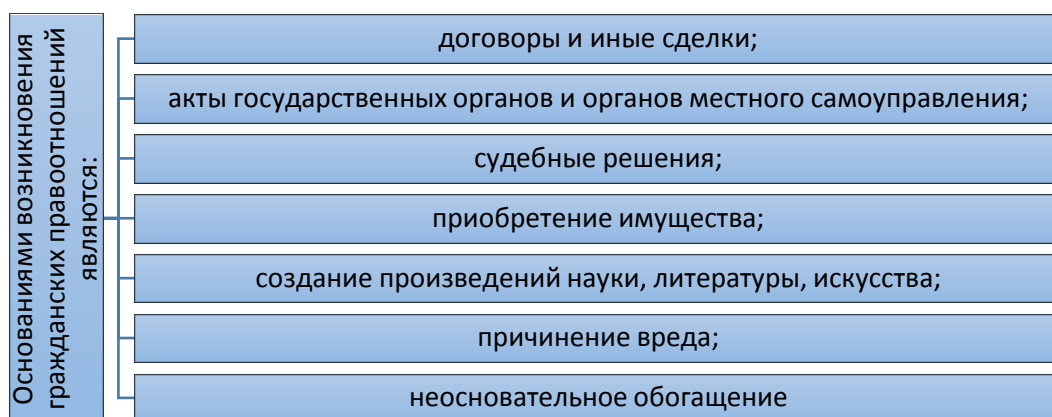 Основаниями возникновения
гражданских правоотношений
являются:
договоры и иные сделки;
акты государственных органов и органов местного самоуправления;
судебные решения;
приобретение имущества;
создание произведений науки, литературы, искусства;
причинение вреда;
неосновательное обогащение